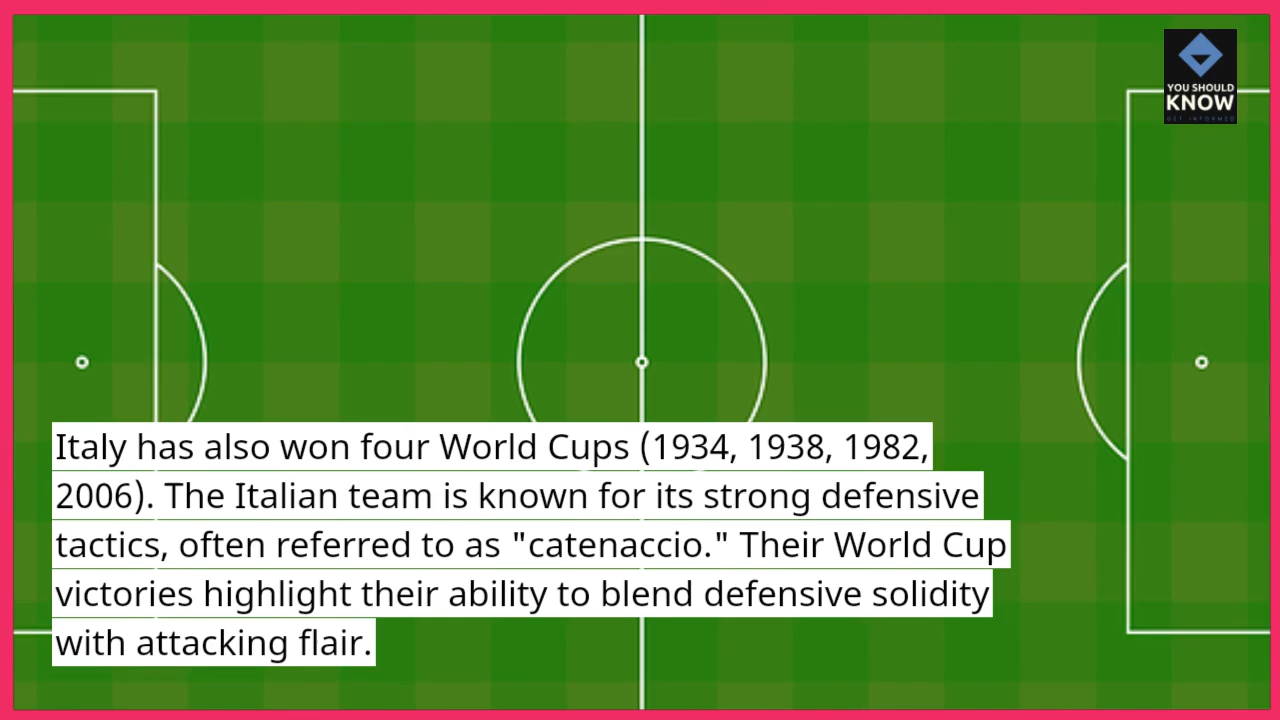 YOU SHOULD
KNOW
GET INFORMED
Italy has also won four World Cups (1934, 1938, 1982,
2006). The Italian team is known for its strong defensive
tactics, often referred to as "catenaccio." Their World Cup
victories highlight their ability to blend defensive solidity
with attacking flair.